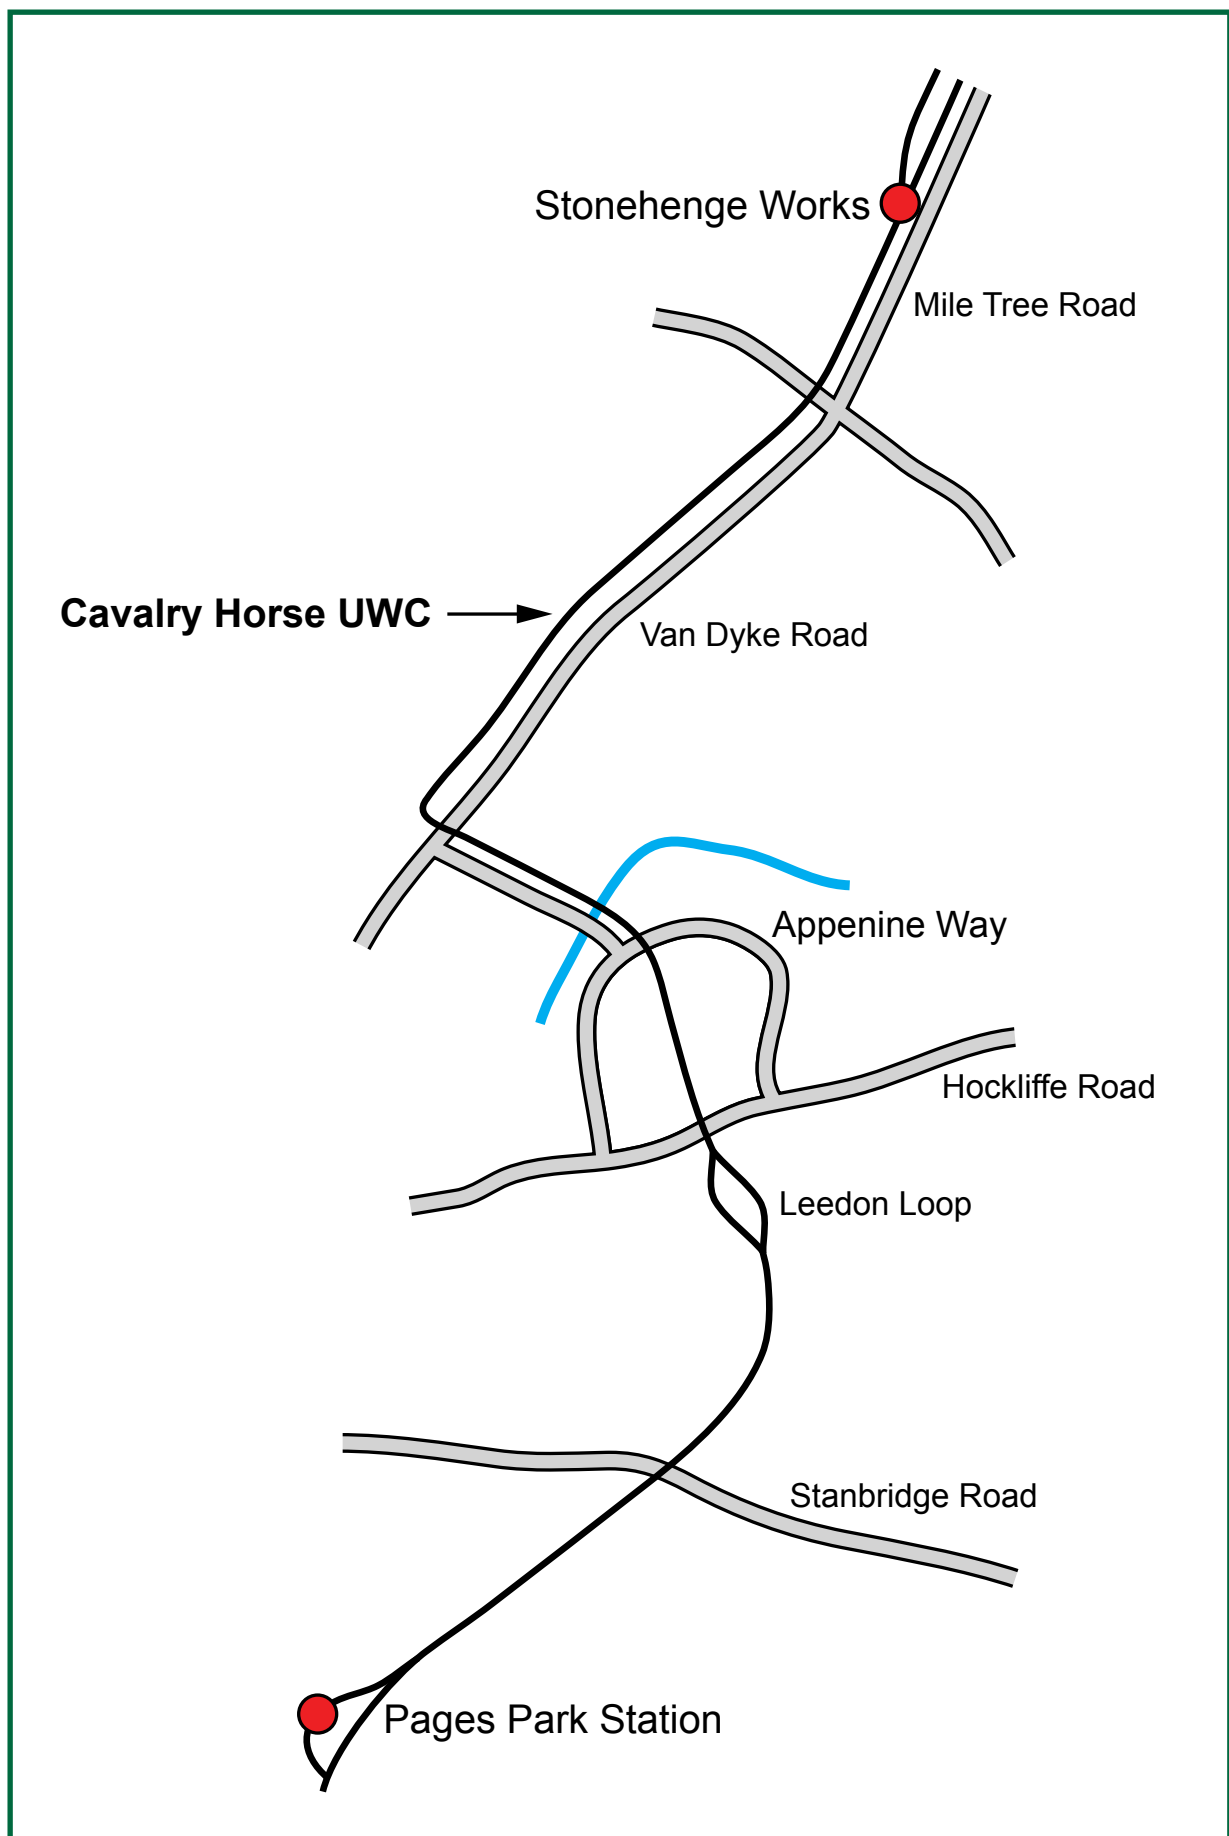 Stonehenge Works
Mile Tree Road
Cavalry Horse UWC
Van Dyke Road
Appenine Way
Hockliffe Road
Leedon Loop
Stanbridge Road
Pages Park Station